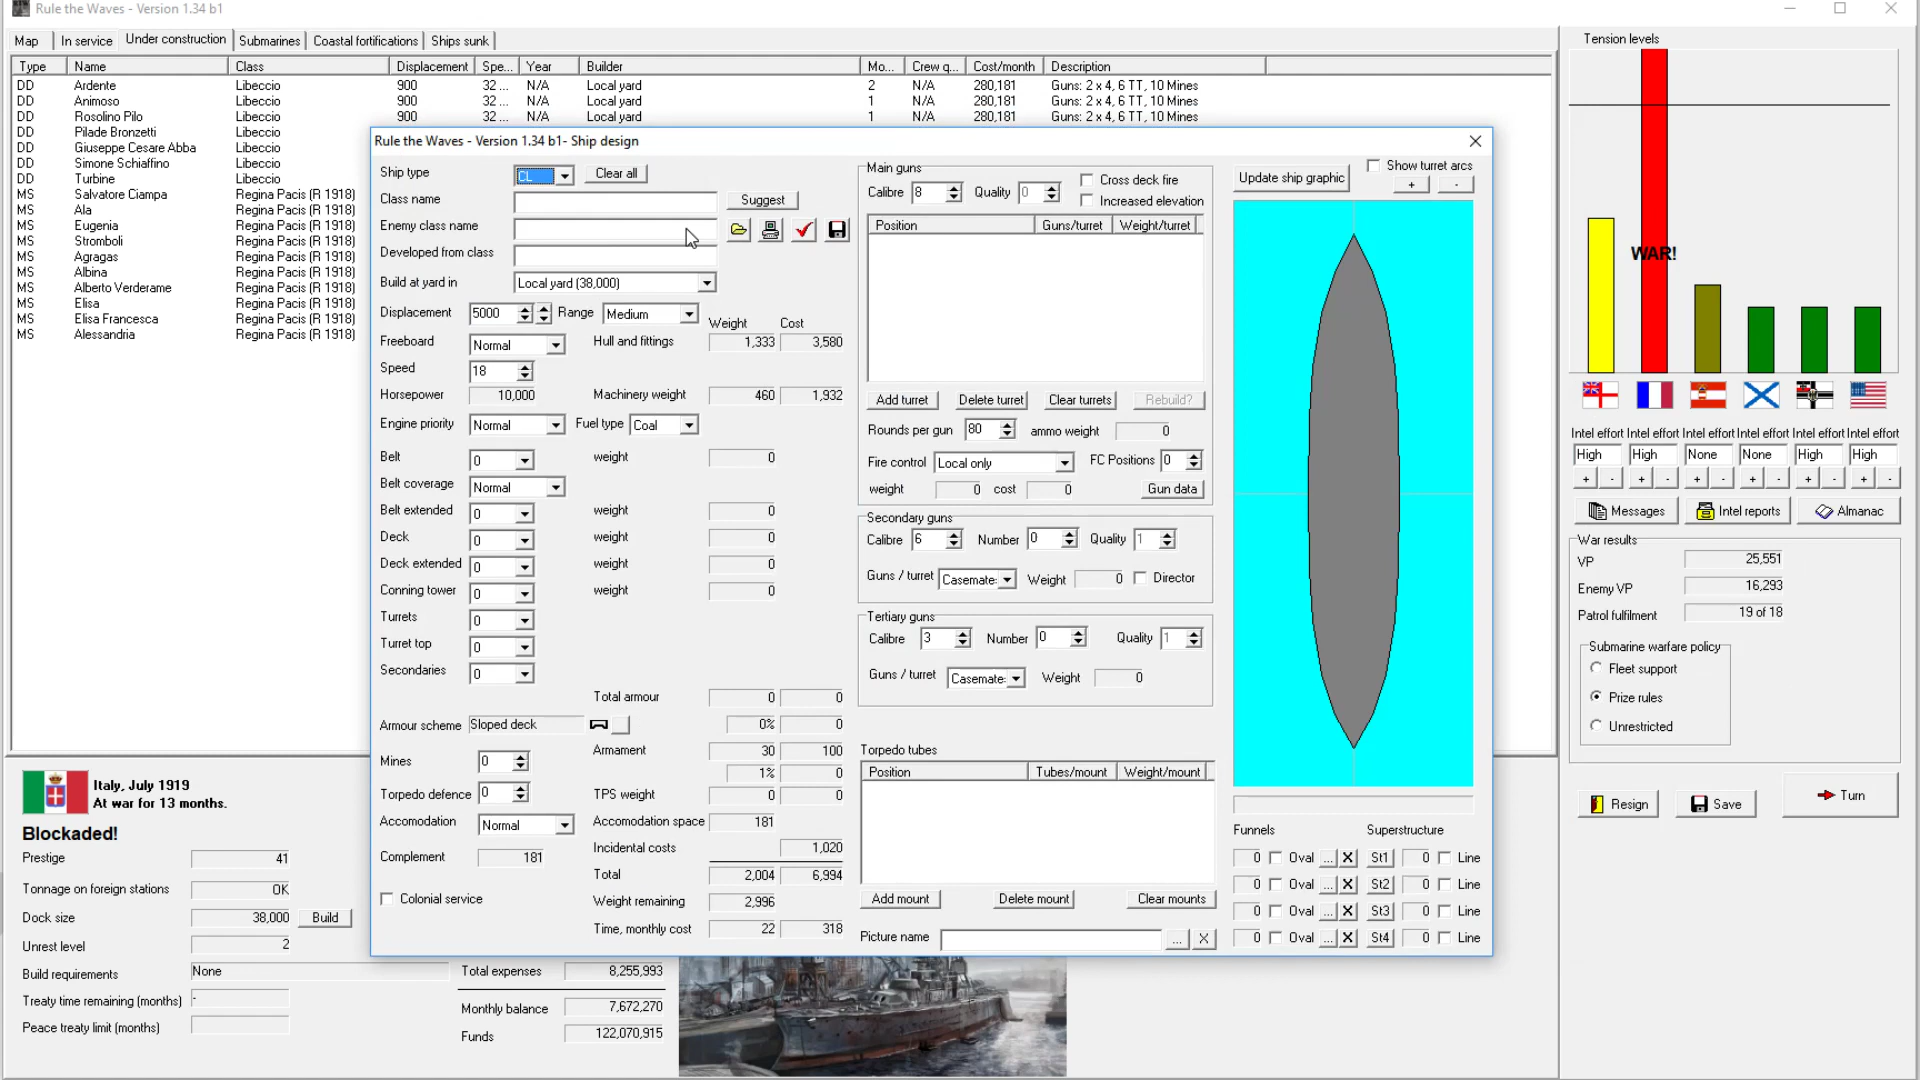 Rule the Waves - Version 1.34 b1
Map In service Under construction Submarines Coastal fortifications Ships sunk
Type Name Class Displacement Spe... Year Builder Mo... Crew q... Cost/month Description
DD Ardente Libeccio 900 32 ... N/A Local yard 2 N/A 280,181 Guns: 2 x 4, 6 TT, 10 Mines
DD Animoso Libeccio 900 32 ... N/A Local yard 1 N/A 280,181 Guns: 2 x 4, 6 TT, 10 Mines
DD Rosolino Pilo Libeccio 900 32 ... N/A Local yard 1 N/A 280,181 Guns: 2 x 4, 6 TT, 10 Mines
DD Pilade Bronzetti Libeccio
DD Giuseppe Cesare Abba Libeccio
DD Simone Schiaffino Libeccio
DD Turbine Libeccio
MS Salvatore Ciampa Regina Pacis (R 1918)
MS Ala Regina Pacis (R 1918)
MS Eugenia Regina Pacis (R 1918)
MS Stromboli Regina Pacis (R 1918)
MS Agragas Regina Pacis (R 1918)
MS Albina Regina Pacis (R 1918)
MS Alberto Verderame Regina Pacis (R 1918)
MS Elisa Regina Pacis (R 1918)
MS Elisa Francesca Regina Pacis (R 1918)
MS Alessandria Regina Pacis (R 1918)
Rule the Waves - Version 1.34 b1- Ship design
Ship type CL Clear all
Class name Suggest
Enemy class name
Developed from class
Build at yard in Local yard (38,000)
Displacement 5000 Range Medium
Weight Cost
Freeboard Normal Hull and fittings 1,333 3,580
Speed 18
Horsepower 10,000 Machinery weight 460 1,932
Engine priority Normal Fuel type Coal
Belt 0 weight 0
Belt coverage Normal
Belt extended 0 weight 0
Deck 0 weight 0
Deck extended 0 weight 0
Conning tower 0 weight 0
Turrets 0
Turret top 0
Secondaries 0
Total armour 0 0
Armour scheme Sloped deck 0% 0
Armament 30 100
Mines 0 1% 0
Torpedo defence 0 TPS weight 0 0
Accomodation Normal Accomodation space 181
Incidental costs 1,020
Complement 181
Total 2,004 6,994
Colonial service
Weight remaining 2,996
Time, monthly cost 22 318
Main guns
Calibre 8 Quality 0 Cross deck fire
Increased elevation
Position Guns/turret Weight/turret
Add turret Delete turret Clear turrets Rebuild?
Rounds per gun 80 ammo weight 0
Fire control Local only FC Positions 0
weight 0 cost 0 Gun data
Secondary guns
Calibre 6 Number 0 Quality 1
Guns / turret Casemate: Weight 0 Director
Tertiary guns
Calibre 3 Number 0 Quality 1
Guns / turret Casemate: Weight 0
Torpedo tubes
Position Tubes/mount Weight/mount
Add mount Delete mount Clear mounts
Picture name ... X
Update ship graphic Show turret arcs
+ -
Funnels Superstructure
0 Oval ... X St1 0 Line
0 Oval ... X St2 0 Line
0 Oval ... X St3 0 Line
0 Oval ... X St4 0 Line
Tension levels
WAR!
Intel effort Intel effort Intel effort Intel effort Intel effort Intel effort
High High None None High High
+ - + - + - + - + - + -
Messages Intel reports Almanac
War results
VP 25,551
Enemy VP 16,293
Patrol fulfilment 19 of 18
Submarine warfare policy
Fleet support
Prize rules
Unrestricted
Resign Save Turn
Italy, July 1919
At war for 13 months.
Blockaded!
Prestige 41
Tonnage on foreign stations OK
Dock size 38,000 Build
Unrest level 2
Build requirements None
Treaty time remaining (months) -
Peace treaty limit (months)
Total expenses 8,255,993
Monthly balance 7,672,270
Funds 122,070,915